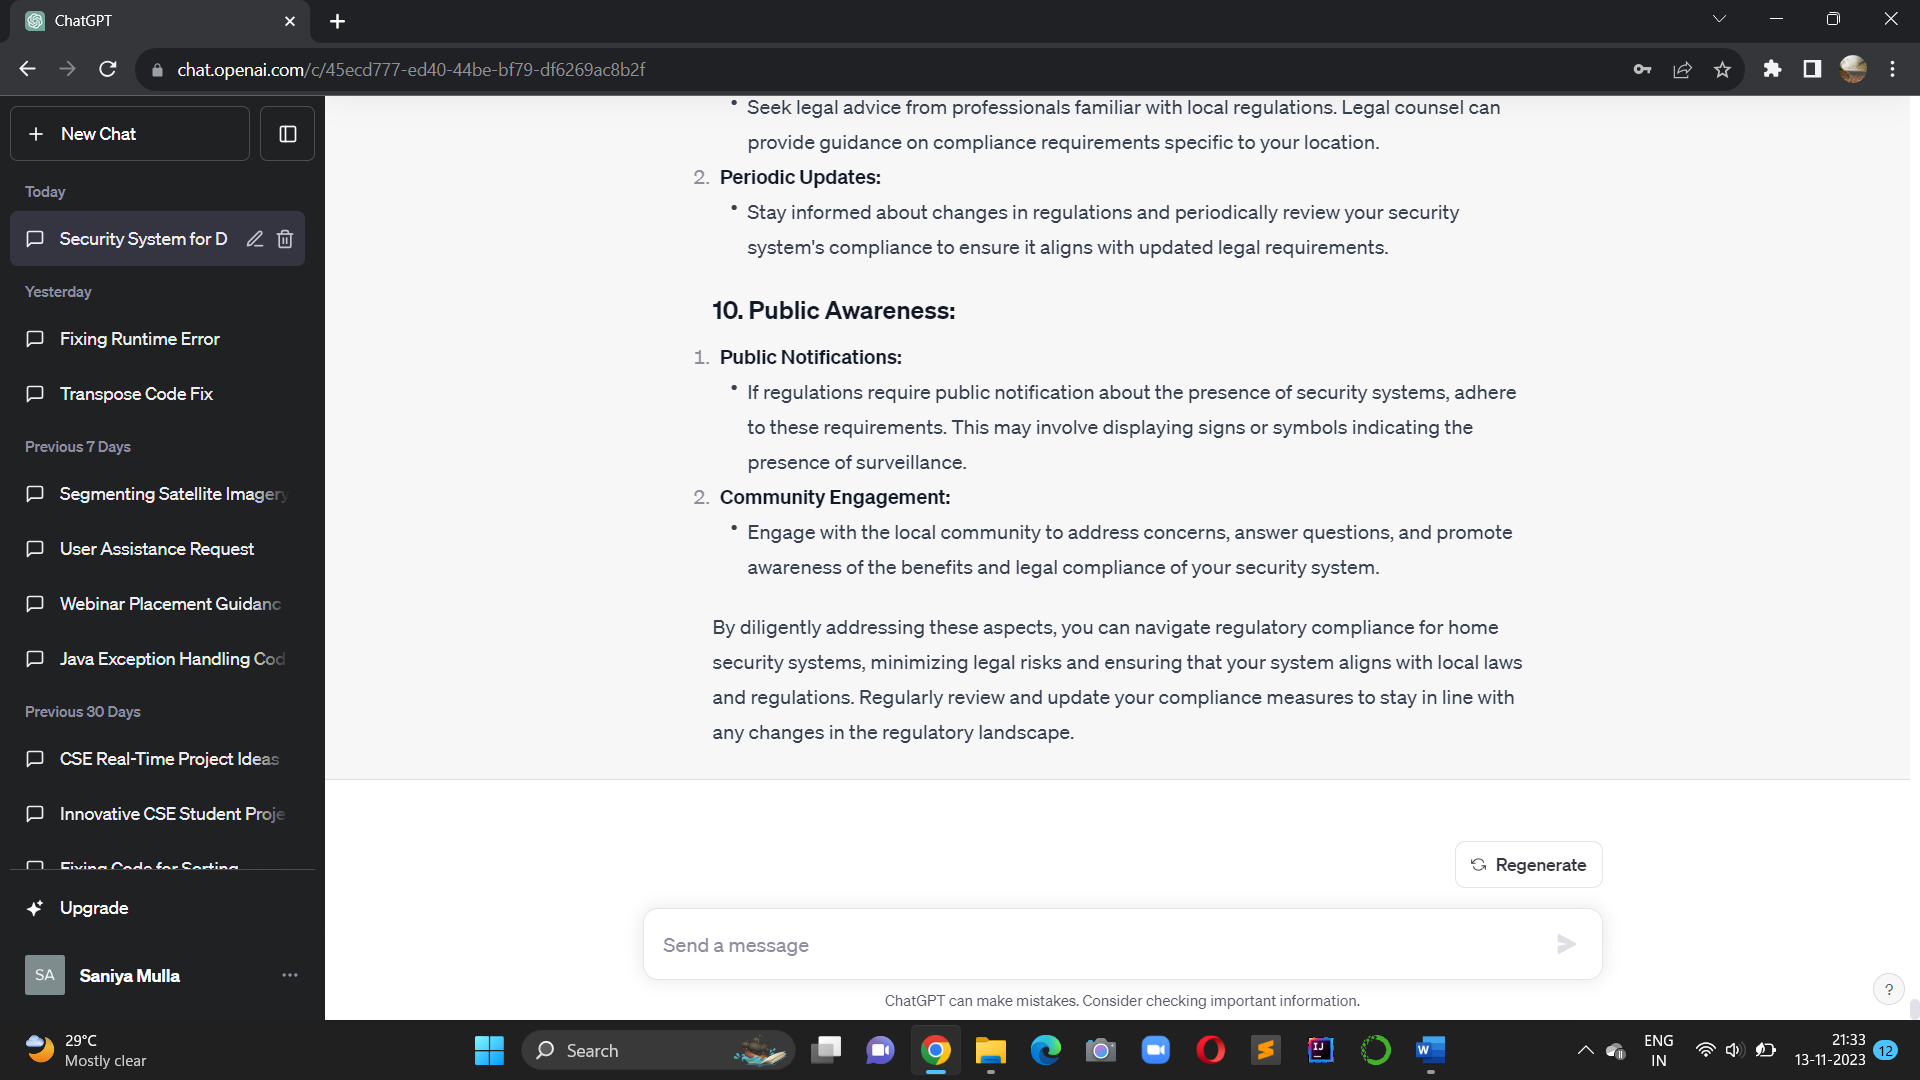 ChatGPT
chat.openai.com/c/45ecd777-ed40-44be-bf79-df6269ac8b2f
New Chat
Today
Security System for D
Yesterday
Fixing Runtime Error
Transpose Code Fix
Previous 7 Days
Segmenting Satellite Imagery
User Assistance Request
Webinar Placement Guidanc
Java Exception Handling Cod
Previous 30 Days
CSE Real-Time Project Ideas
Innovative CSE Student Proje
Fixing Code for Sorting
Upgrade
SA
Saniya Mulla
• Seek legal advice from professionals familiar with local regulations. Legal counsel can
provide guidance on compliance requirements specific to your location.
2. Periodic Updates:
• Stay informed about changes in regulations and periodically review your security
system's compliance to ensure it aligns with updated legal requirements.
10. Public Awareness:
1. Public Notifications:
• If regulations require public notification about the presence of security systems, adhere
to these requirements. This may involve displaying signs or symbols indicating the
presence of surveillance.
2. Community Engagement:
• Engage with the local community to address concerns, answer questions, and promote
awareness of the benefits and legal compliance of your security system.
By diligently addressing these aspects, you can navigate regulatory compliance for home
security systems, minimizing legal risks and ensuring that your system aligns with local laws
and regulations. Regularly review and update your compliance measures to stay in line with
any changes in the regulatory landscape.
Regenerate
Send a message
ChatGPT can make mistakes. Consider checking important information.
?
29°C
Mostly clear
Search
IJ
W
ENG
IN
21:33
13-11-2023
12